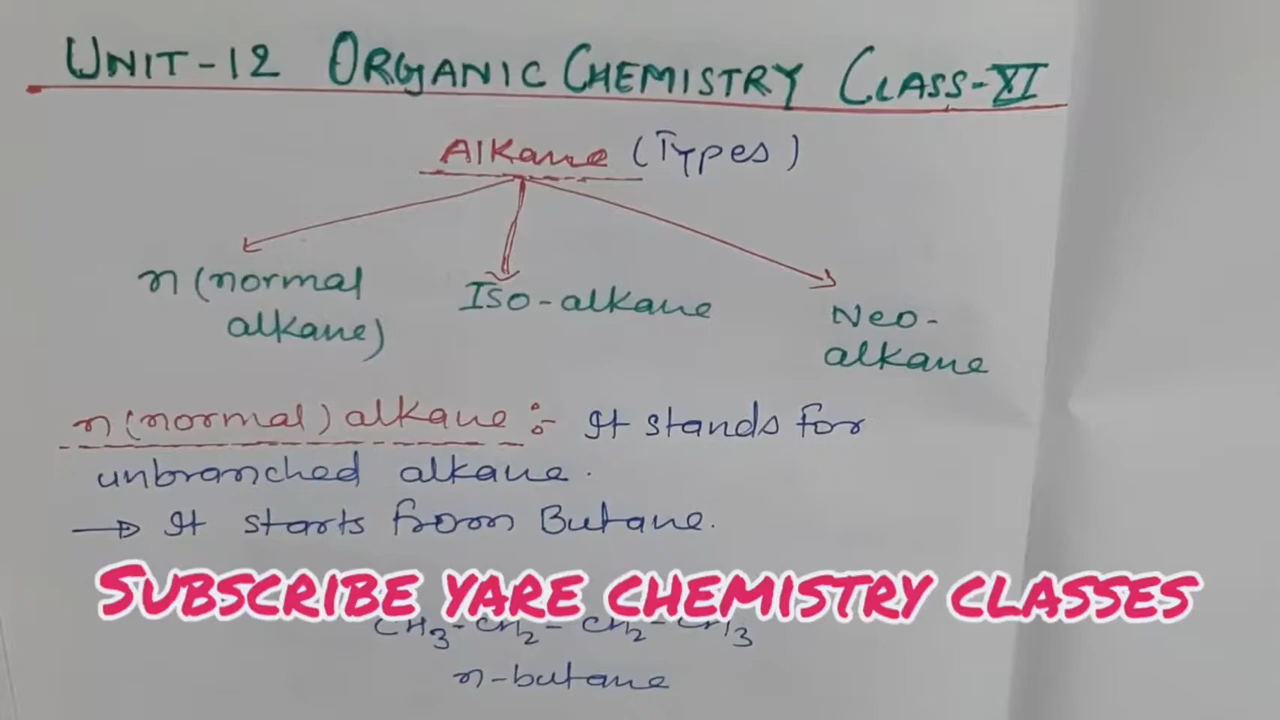 UNIT-12 ORGANIC CHEMISTRY CLASS-XI
Alkane (Types)
n (normal alkane)
Iso-alkane
Neo-alkane
n (normal) alkane :- It stands for
unbranched alkane.
→ It starts from Butane.
SUBSCRIBE YARE CHEMISTRY CLASSES
CH3-CH2-CH2-CH3
n-butane